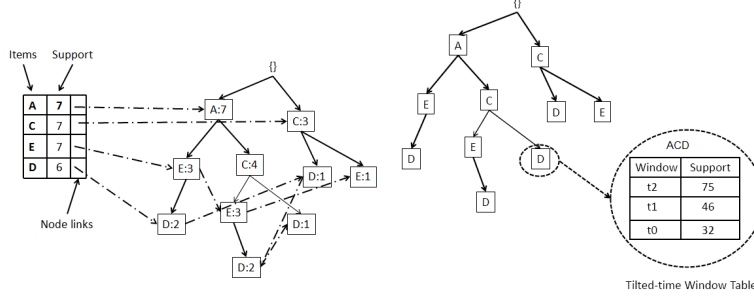 Items Support
A 7
C 7
E 7
D 6
Node links
{}
A:7
C:3
E:3
C:4
D:1
E:1
D:2
E:3
D:1
D:2
{}
A
C
E
C
D
E
D
E
D
D
ACD
Window Support
t2 75
t1 46
t0 32
Tilted-time Window Table